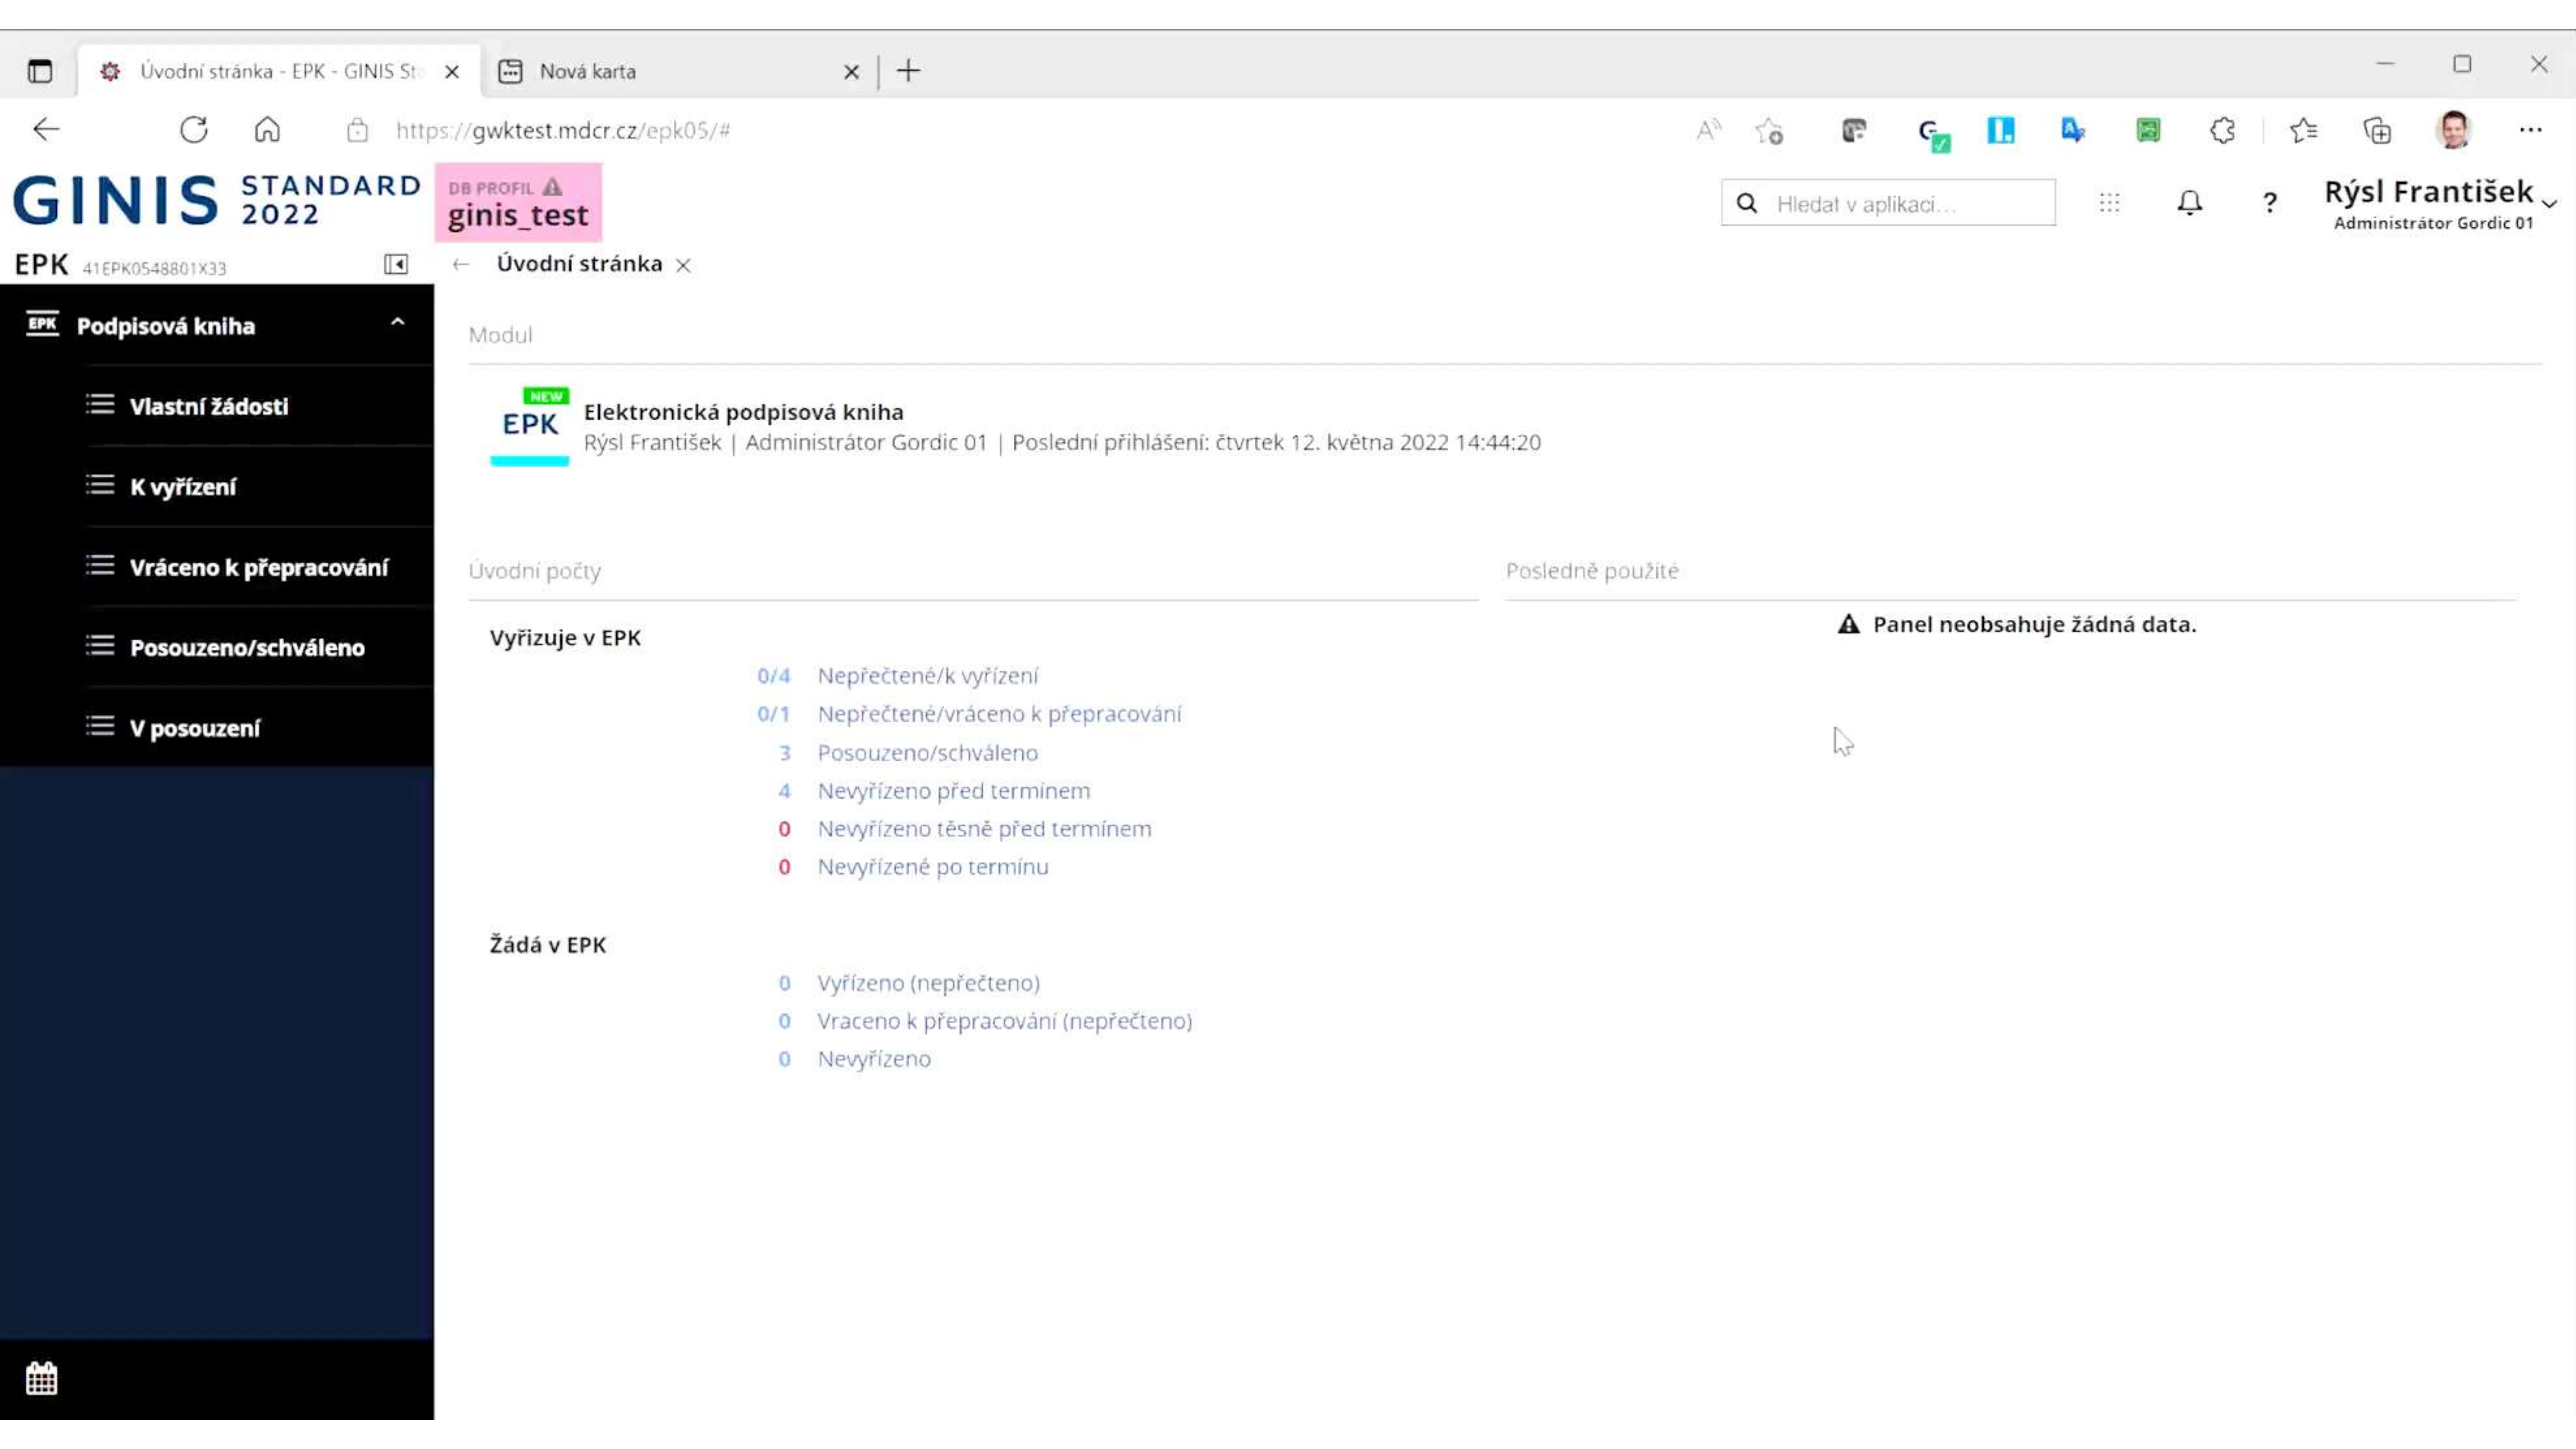 Úvodní stránka - EPK - GINIS Sta
Nová karta
https://gwktest.mdcr.cz/epk05/#
GINIS STANDARD 2022
DB PROFIL
ginis_test
Hledat v aplikaci...
?
Rýsl František
Administrátor Gordic 01
EPK 41EPK0548801X33
Úvodní stránka
EPK Podpisová kniha
Vlastní žádosti
K vyřízení
Vráceno k přepracování
Posouzeno/schváleno
V posouzení
Modul
NEW
EPK
Elektronická podpisová kniha
Rýsl František | Administrátor Gordic 01 | Poslední přihlášení: čtvrtek 12. května 2022 14:44:20
Úvodní počty
Posledně použité
Panel neobsahuje žádná data.
Vyřizuje v EPK
0/4 Nepřečtené/k vyřízení
0/1 Nepřečtené/vráceno k přepracování
3 Posouzeno/schváleno
4 Nevyřízeno před termínem
0 Nevyřízeno těsně před termínem
0 Nevyřízené po termínu
Žádá v EPK
0 Vyřízeno (nepřečteno)
0 Vraceno k přepracování (nepřečteno)
0 Nevyřízeno